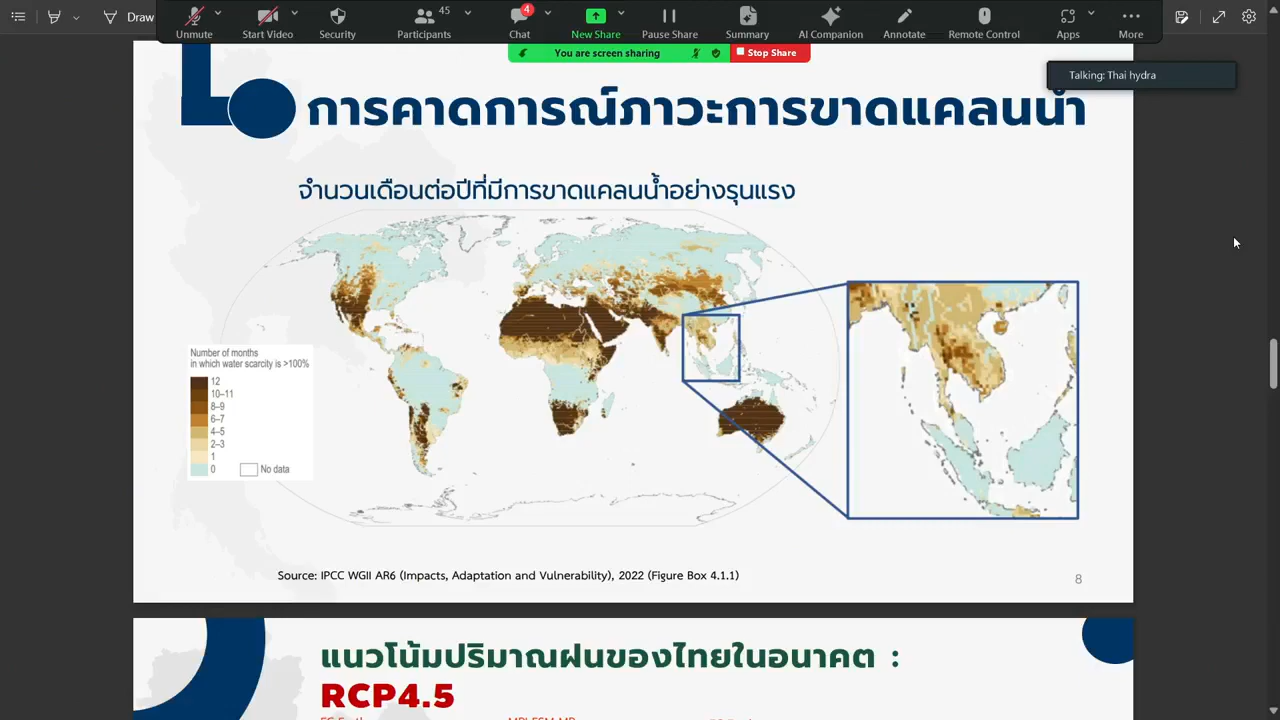 Draw
Unmute
Start Video
Security
45
Participants
4
Chat
New Share
Pause Share
Summary
AI Companion
Annotate
Remote Control
Apps
More
You are screen sharing
Stop Share
Talking: Thai hydra
การคาดการณ์ภาวะการขาดแคลนน้ำ
จำนวนเดือนต่อปีที่มีการขาดแคลนน้ำอย่างรุนแรง
Number of months
in which water scarcity is >100%
12
10–11
8–9
6–7
4–5
2–3
1
0 No data
Source: IPCC WGII AR6 (Impacts, Adaptation and Vulnerability), 2022 (Figure Box 4.1.1)
8
แนวโน้มปริมาณฝนของไทยในอนาคต :
RCP4.5